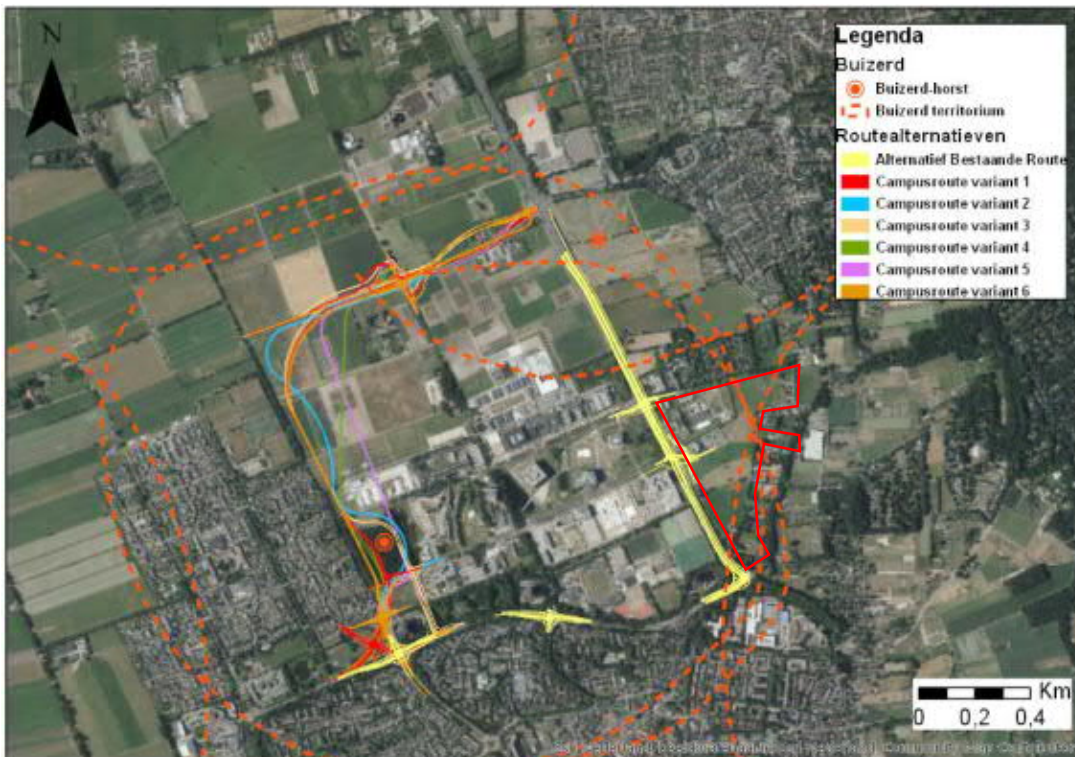 N
Legenda
Buizerd
Buizerd-horst
Buizerd territorium
Routealternatieven
Alternatief Bestaande Route
Campusroute variant 1
Campusroute variant 2
Campusroute variant 3
Campusroute variant 4
Campusroute variant 5
Campusroute variant 6
Km
0 0,2 0,4